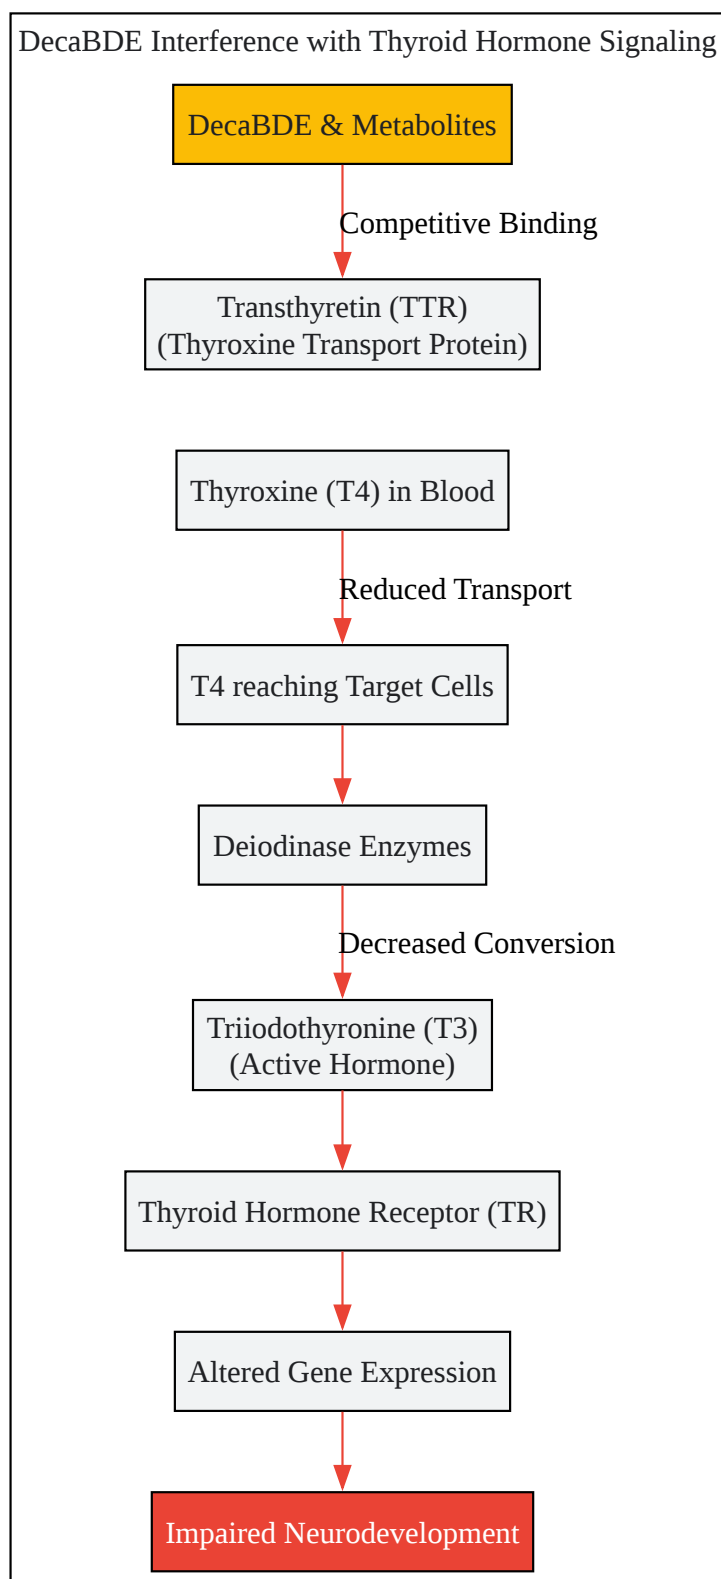 DecaBDE Interference with Thyroid Hormone Signaling
DecaBDE & Metabolites
Competitive Binding
Transthyretin (TTR)
(Thyroxine Transport Protein)
Thyroxine (T4) in Blood
Reduced Transport
T4 reaching Target Cells
Deiodinase Enzymes
Decreased Conversion
Triiodothyronine (T3)
(Active Hormone)
Thyroid Hormone Receptor (TR)
Altered Gene Expression
Impaired Neurodevelopment